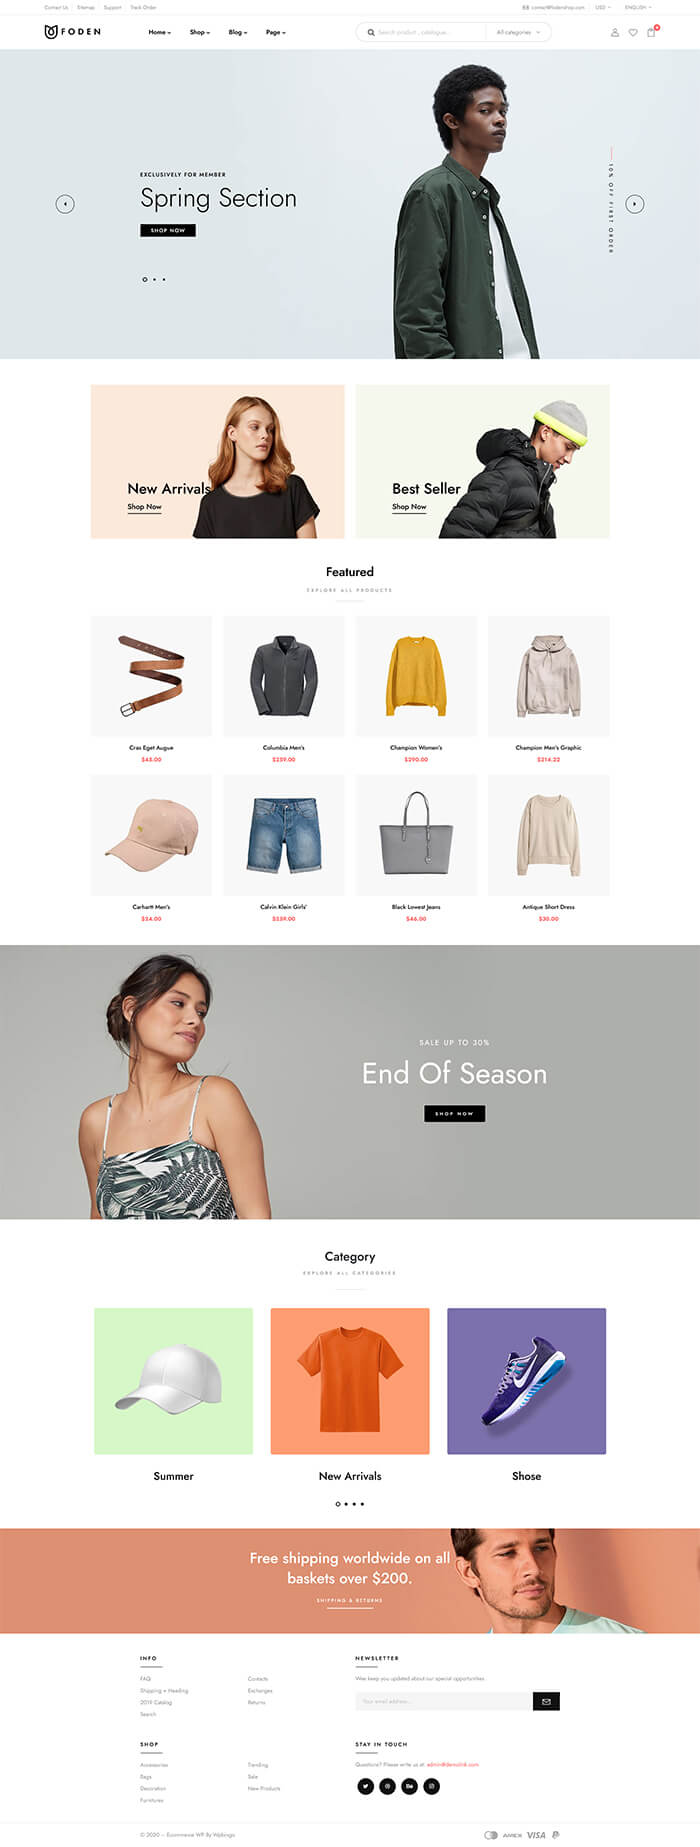 Contact Us Sitemap Support Track Order
contact@fodenshop.com USD ENGLISH
FODEN
Home Shop Blog Page
Search product , catalogue... All categories
EXCLUSIVELY FOR MEMBER
Spring Section
SHOP NOW
10% OFF FIRST ORDER
New Arrivals
Shop Now
Best Seller
Shop Now
Featured
EXPLORE ALL PRODUCTS
Cras Eget Augue
Columbia Men's
Champion Women's
Champion Men's Graphic
$259.00
$290.00
$214.22
Carhartt Men's
Calvin Klein Girls'
Black Lowest Jeans
Antique Short Dress
$46.00
$30.00
SALE UP TO 30%
End Of Season
SHOP NOW
Category
EXPLORE ALL CATEGORIES
Summer
New Arrivals
Shose
Free shipping worldwide on all
baskets over $200.
SHIPPING & RETURNS
INFO
FAQ
Shipping + Heading
2019 Catalog
Search
Contacts
Exchanges
Returns
NEWSLETTER
Wee keep you updated about our special opportunities.
Your email address...
SHOP
Accessories
Bags
Decoration
Furnitures
Trending
Sale
New Products
STAY IN TOUCH
Questions? Please write us at: admin@demolink.com
Bē
© 2020 – Ecommerce WP By Wpbingo
AMEX VISA